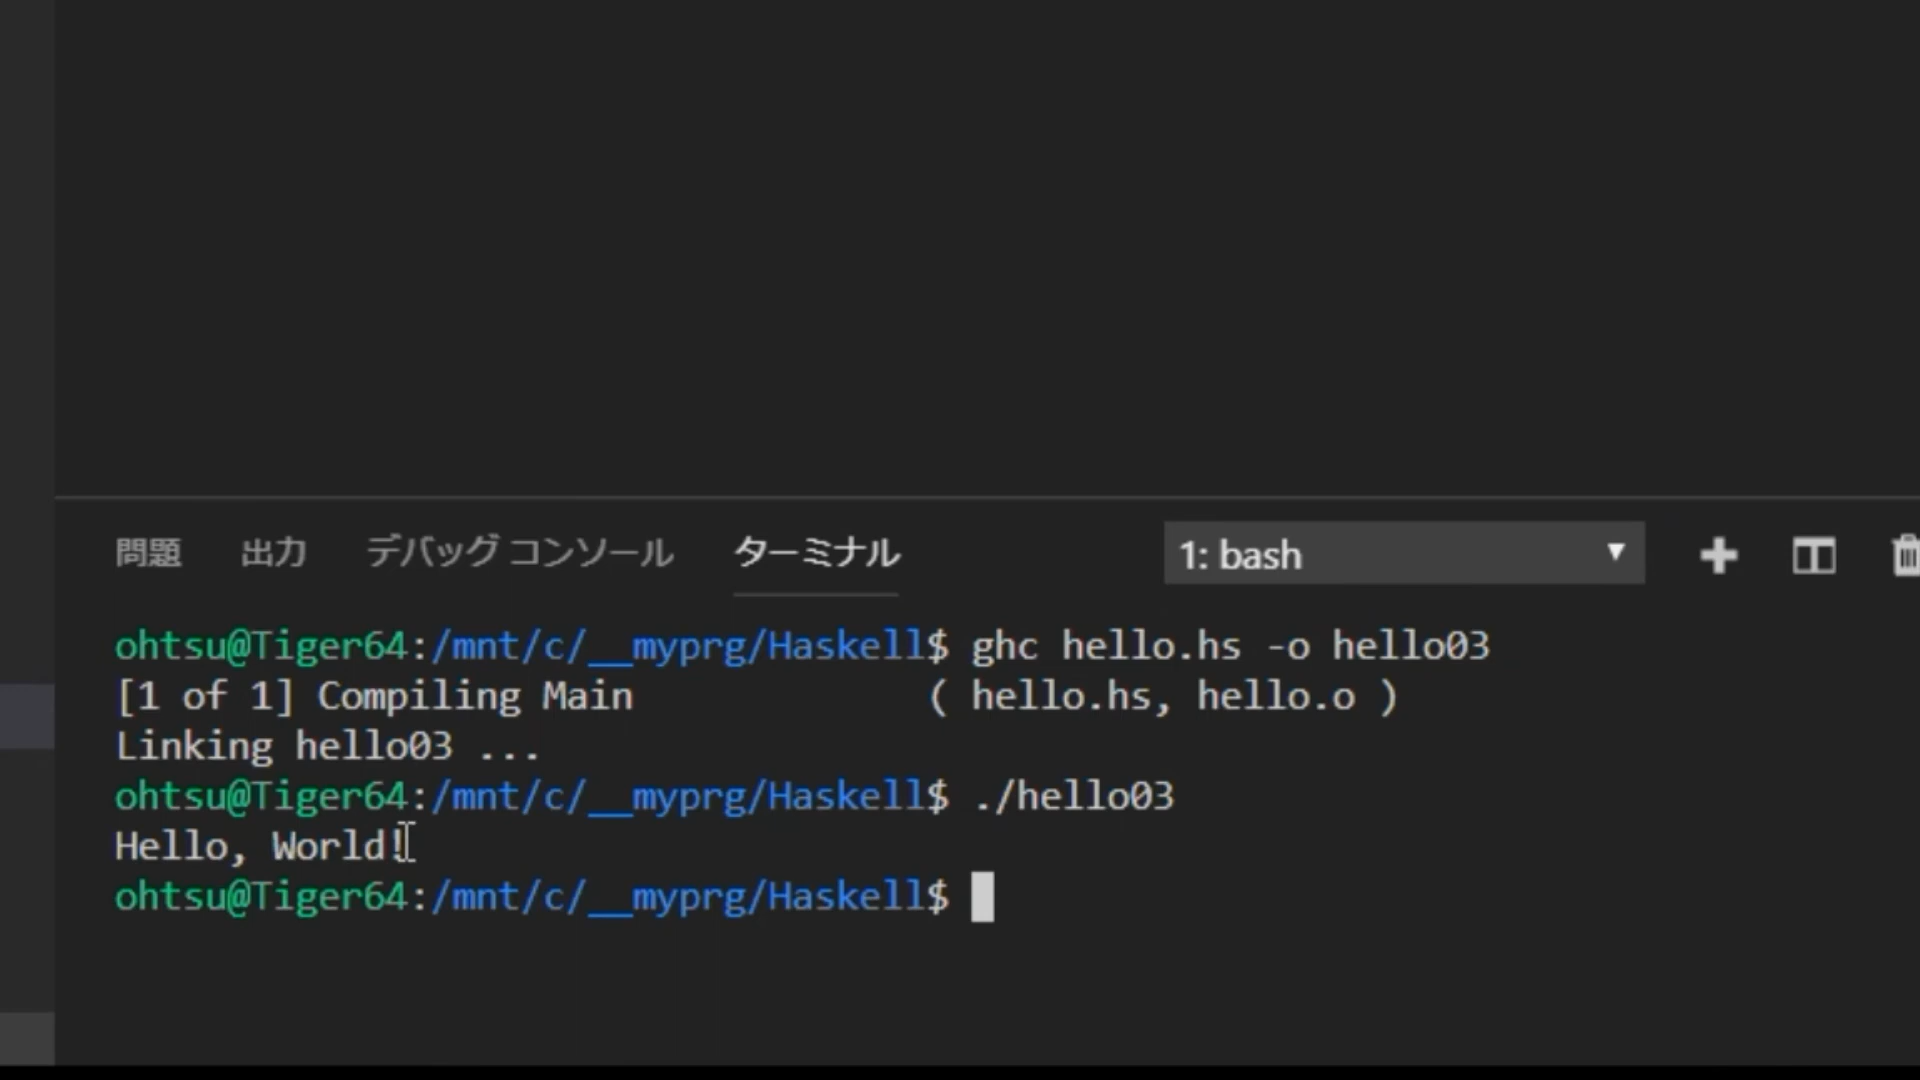 問題 出力 デバッグ コンソール ターミナル 1: bash
ohtsu@Tiger64:/mnt/c/__myprg/Haskell$ ghc hello.hs -o hello03
[1 of 1] Compiling Main ( hello.hs, hello.o )
Linking hello03 ...
ohtsu@Tiger64:/mnt/c/__myprg/Haskell$ ./hello03
Hello, World!
ohtsu@Tiger64:/mnt/c/__myprg/Haskell$